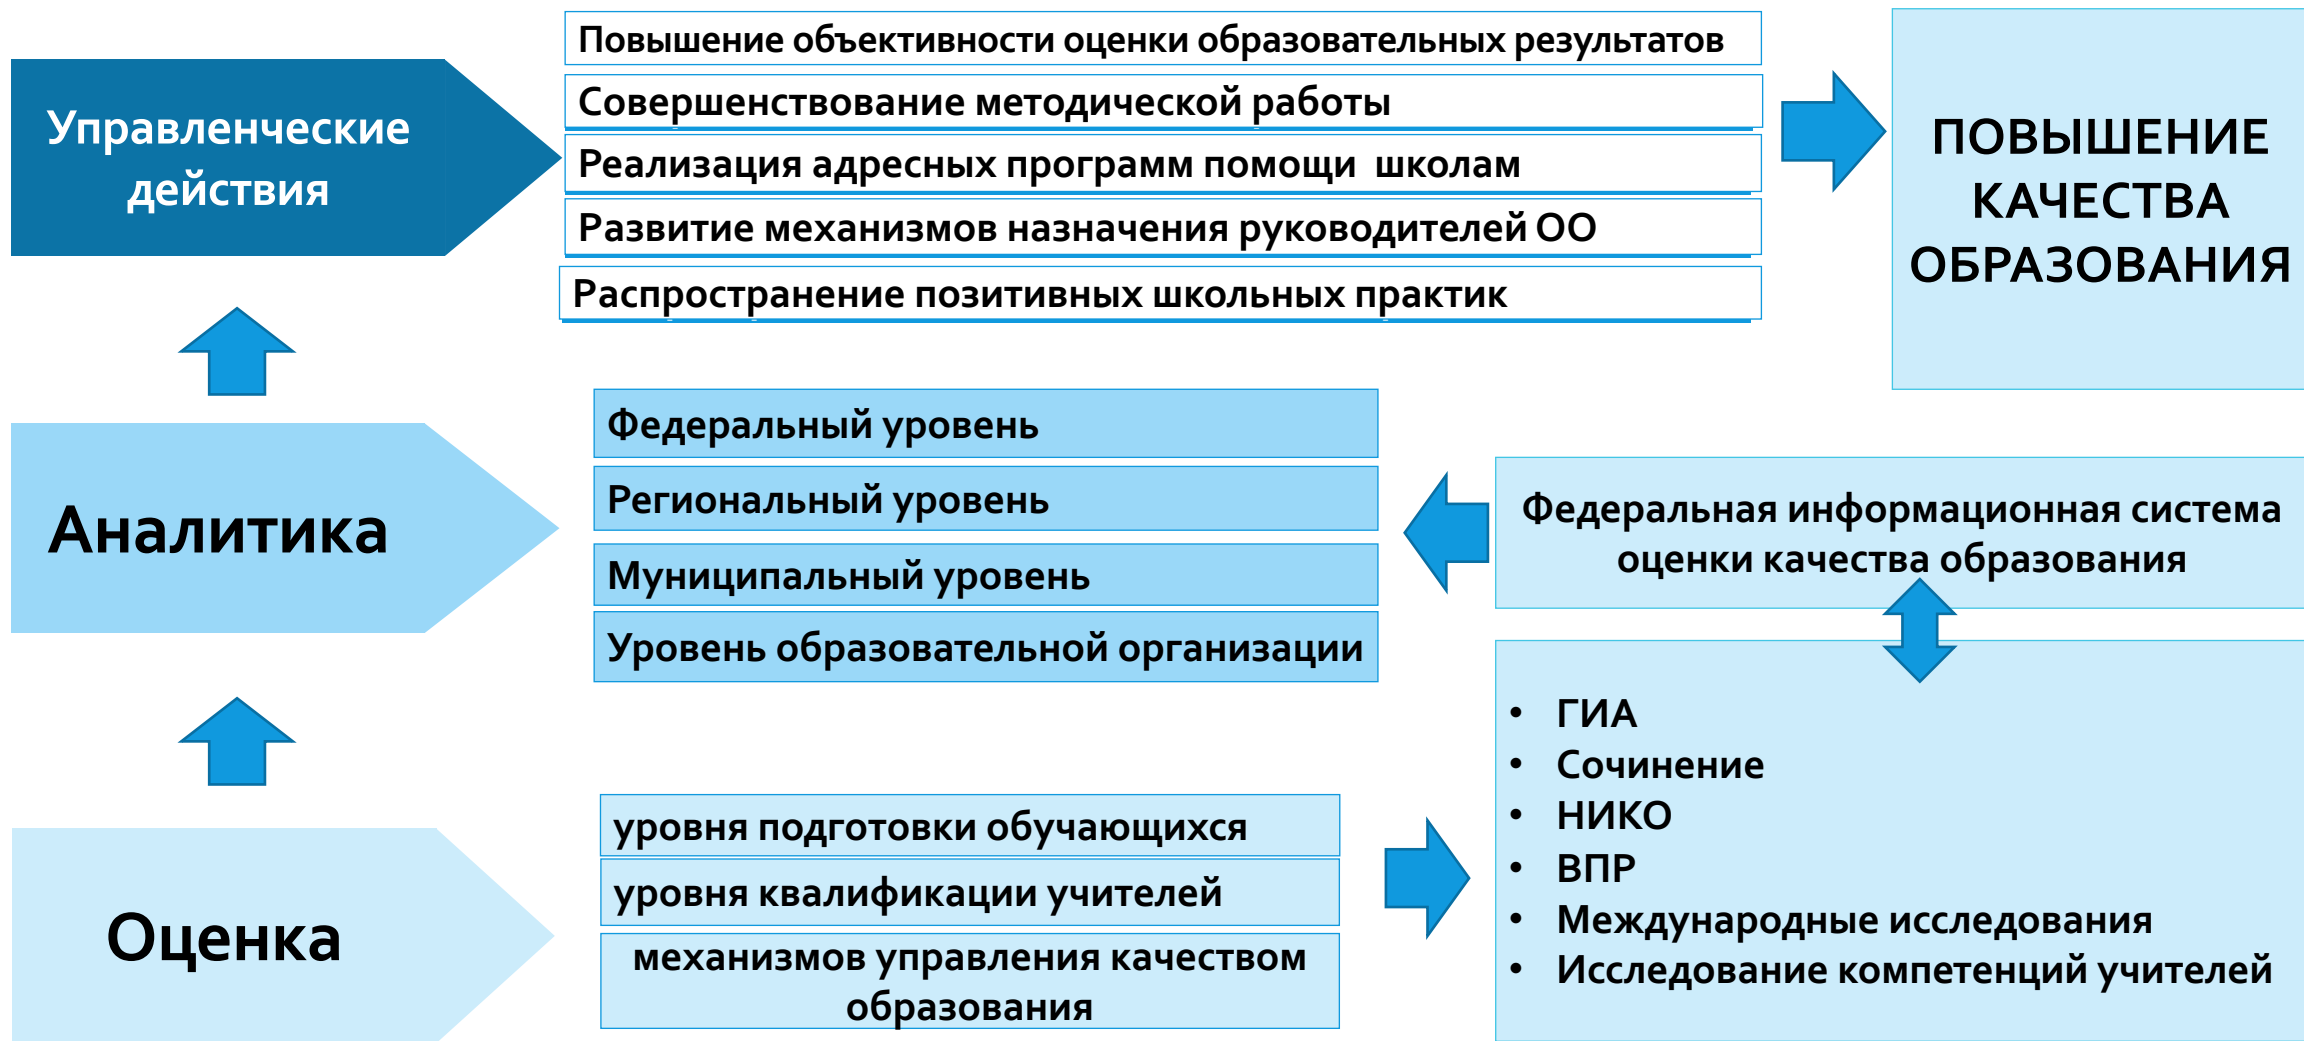 Управленческие
действия
Повышение объективности оценки образовательных результатов
Совершенствование методической работы
Реализация адресных программ помощи школам
Развитие механизмов назначения руководителей ОО
Распространение позитивных школьных практик
ПОВЫШЕНИЕ
КАЧЕСТВА
ОБРАЗОВАНИЯ
Аналитика
Федеральный уровень
Региональный уровень
Муниципальный уровень
Уровень образовательной организации
Федеральная информационная система
оценки качества образования
Оценка
уровня подготовки обучающихся
уровня квалификации учителей
механизмов управления качеством
образования
• ГИА
• Сочинение
• НИКО
• ВПР
• Международные исследования
• Исследование компетенций учителей